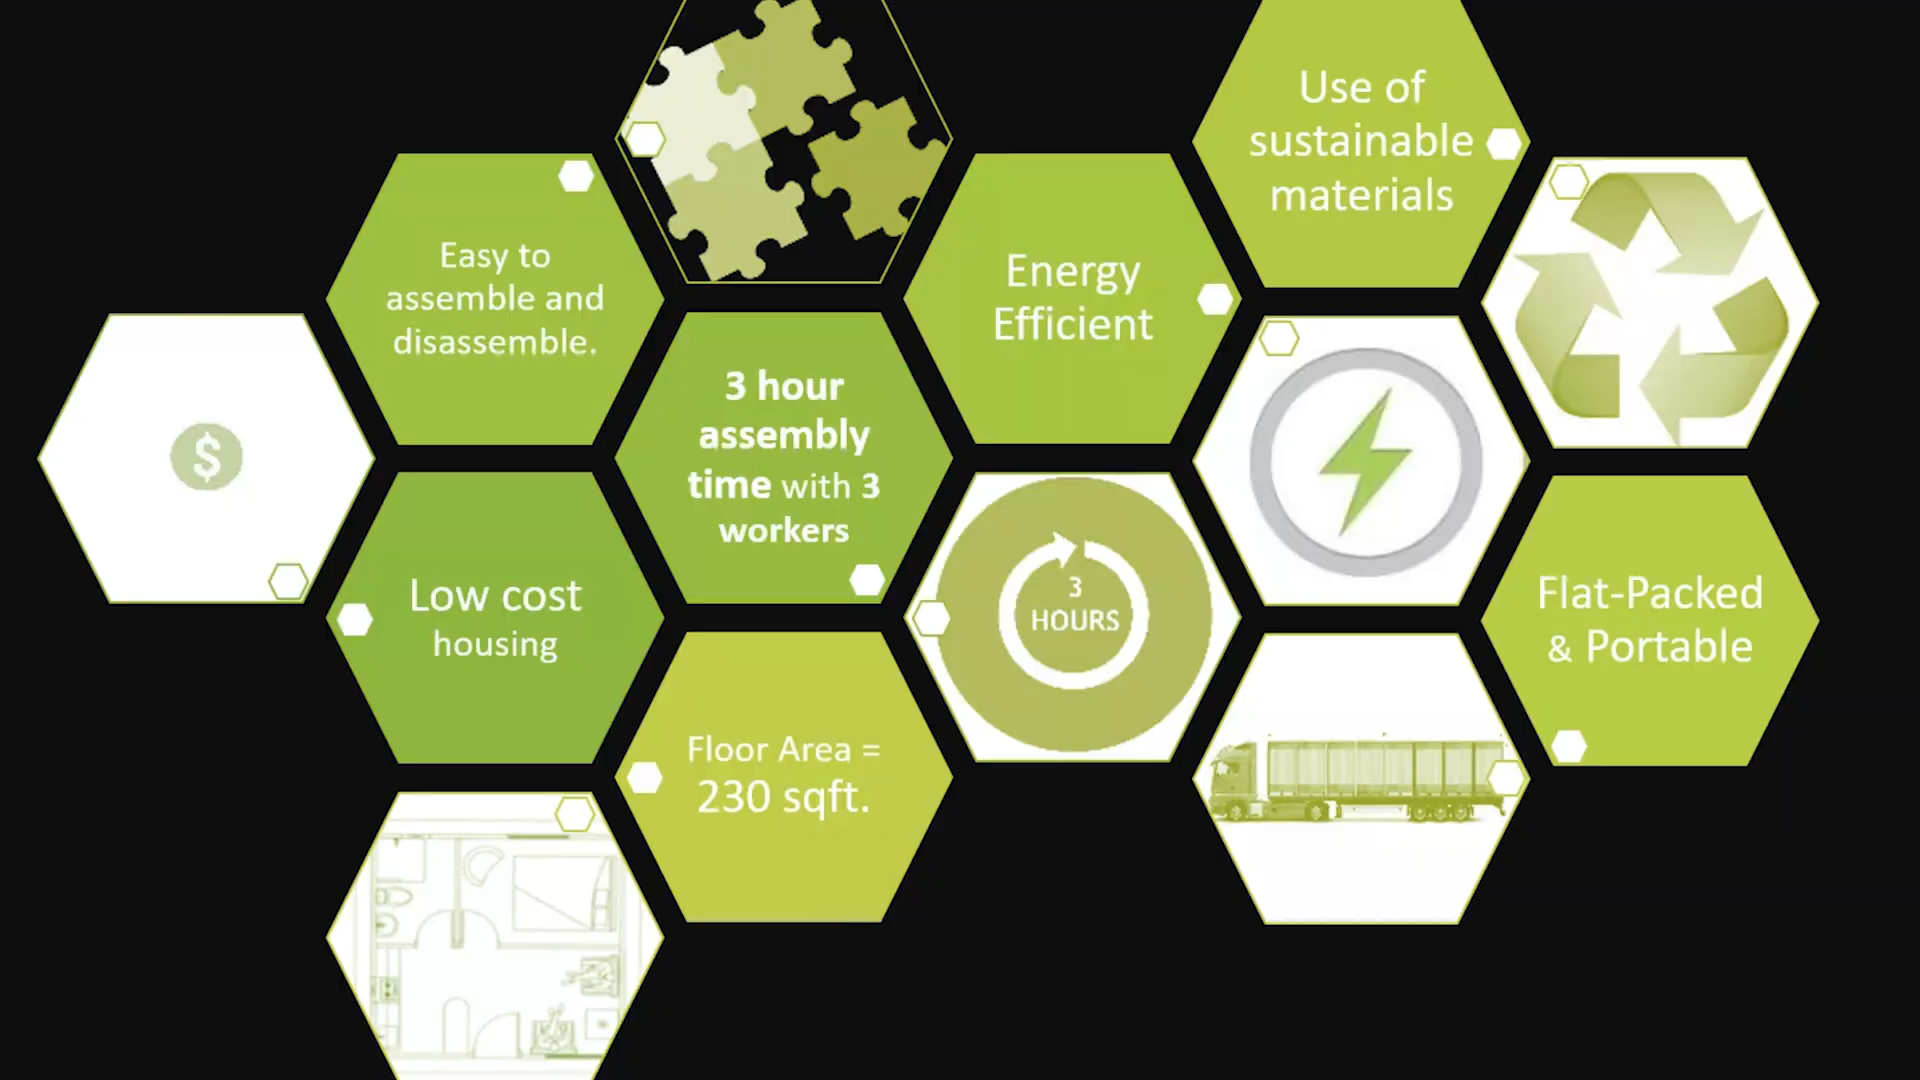 Use of
sustainable
materials
Easy to
assemble and
disassemble.
Energy
Efficient
3 hour
assembly
time with 3
workers
$
Low cost
housing
3
HOURS
Flat-Packed
& Portable
Floor Area =
230 sqft.